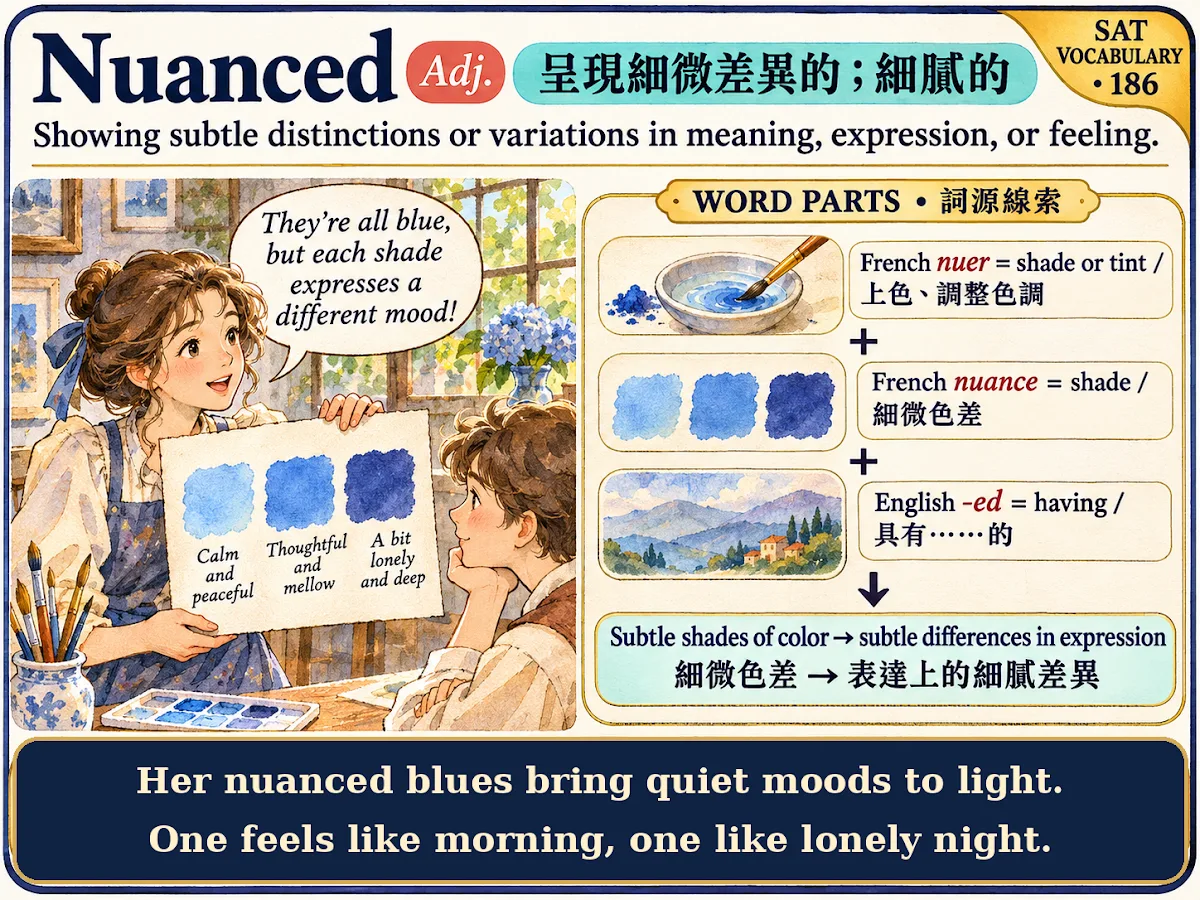 Nuanced Adj. 呈現細微差異的；細膩的
SAT
VOCABULARY
• 186
Showing subtle distinctions or variations in meaning, expression, or feeling.
They're all blue,
but each shade
expresses a
different mood!
Calm
and
peaceful
Thoughtful
and
mellow
A bit
lonely
and deep
WORD PARTS • 詞源線索
French nuer = shade or tint /
上色、調整色調
+
French nuance = shade /
細微色差
+
English -ed = having /
具有……的
↓
Subtle shades of color → subtle differences in expression
細微色差 → 表達上的細膩差異
Her nuanced blues bring quiet moods to light.
One feels like morning, one like lonely night.